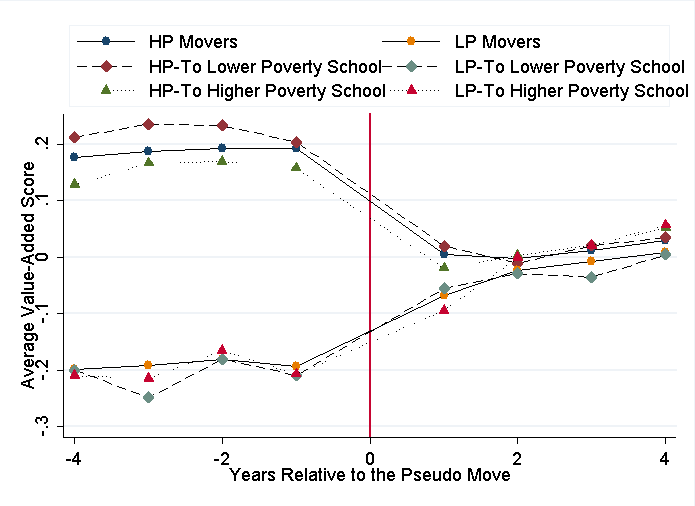 HP Movers LP Movers
HP-To Lower Poverty School LP-To Lower Poverty School
HP-To Higher Poverty School LP-To Higher Poverty School
Average Value-Added Score
.2
.1
0
-.1
-.2
-.3
-4 -2 0 2 4
Years Relative to the Pseudo Move